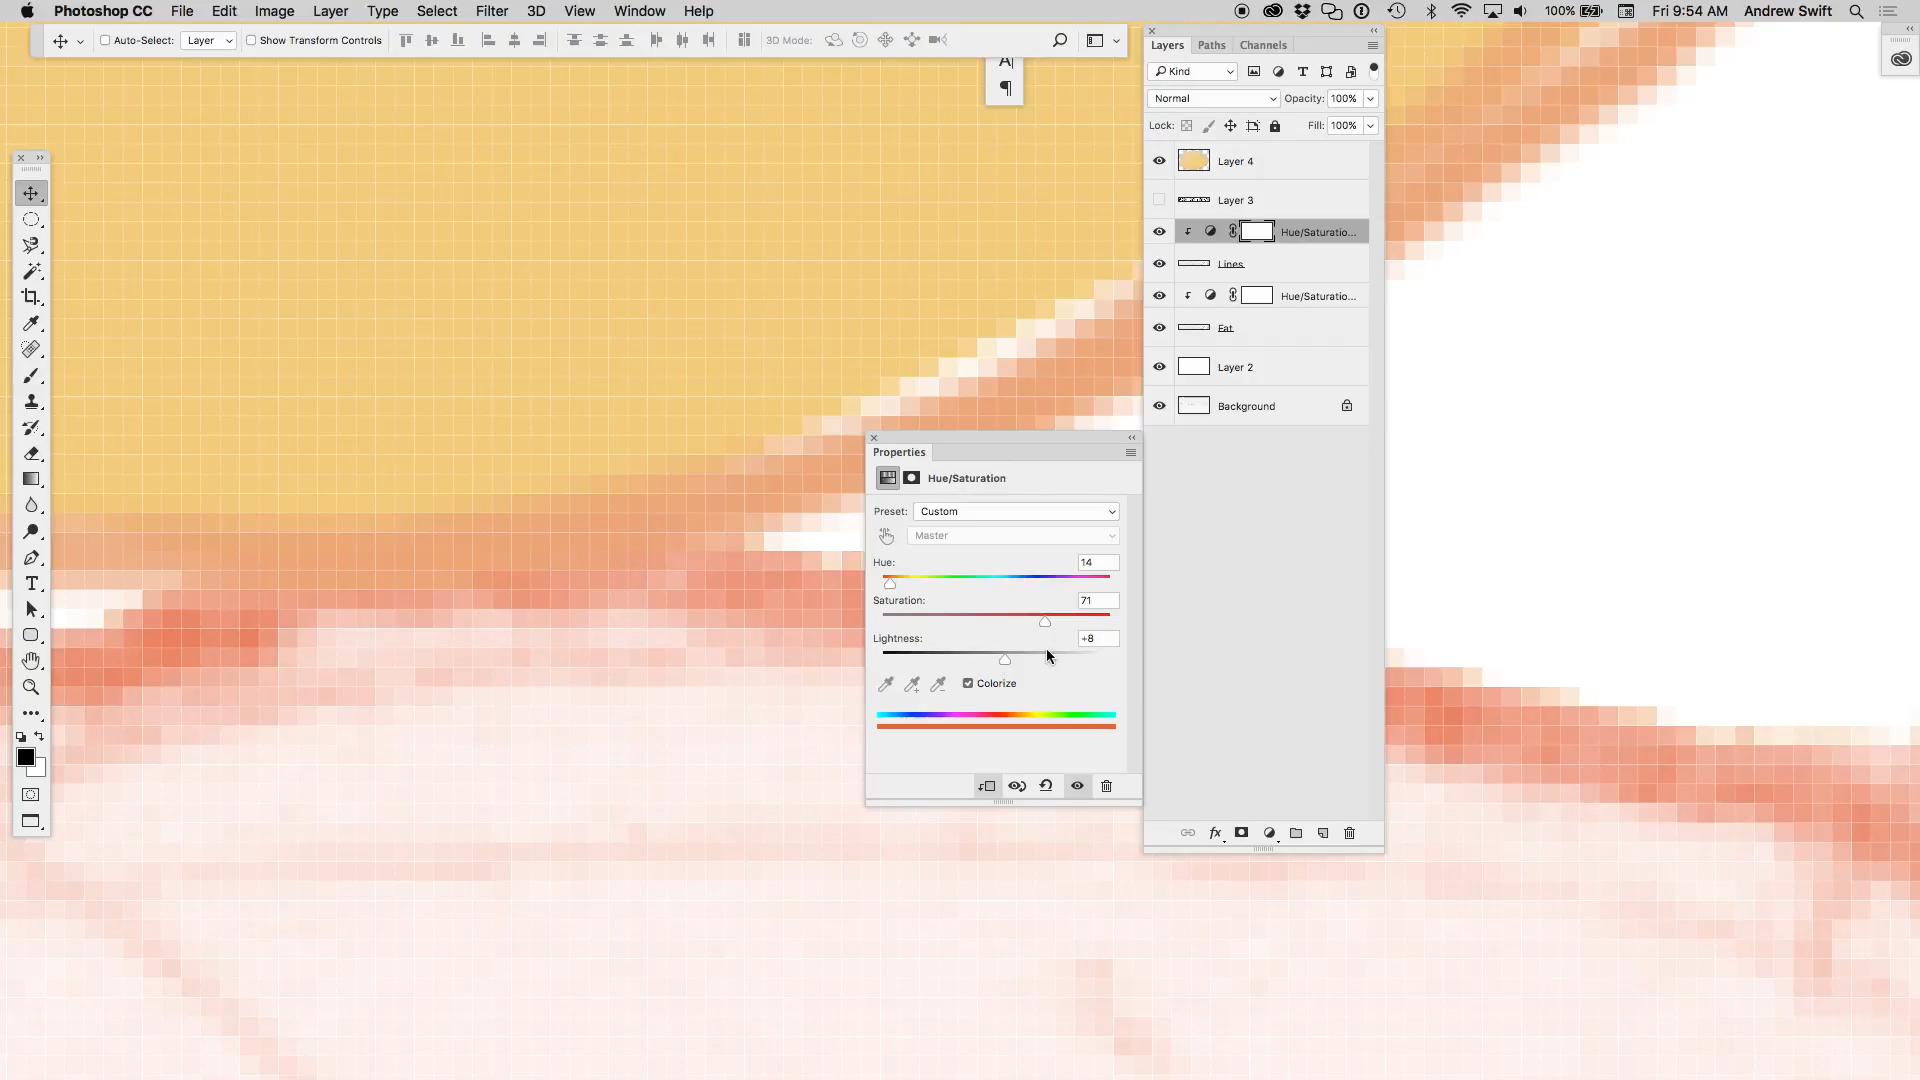 Photoshop CC File Edit Image Layer Type Select Filter 3D View Window Help 100% Fri 9:54 AM Andrew Swift
Auto-Select: Layer Show Transform Controls 3D Mode:
A|
¶
Layers Paths Channels
Kind
Normal Opacity: 100%
Lock: Fill: 100%
Layer 4
Layer 3
Hue/Saturatio...
Lines
Hue/Saturatio...
Fat
Layer 2
Background
fx
Properties
Hue/Saturation
Preset: Custom
Master
Hue: 14
Saturation: 71
Lightness: +8
Colorize